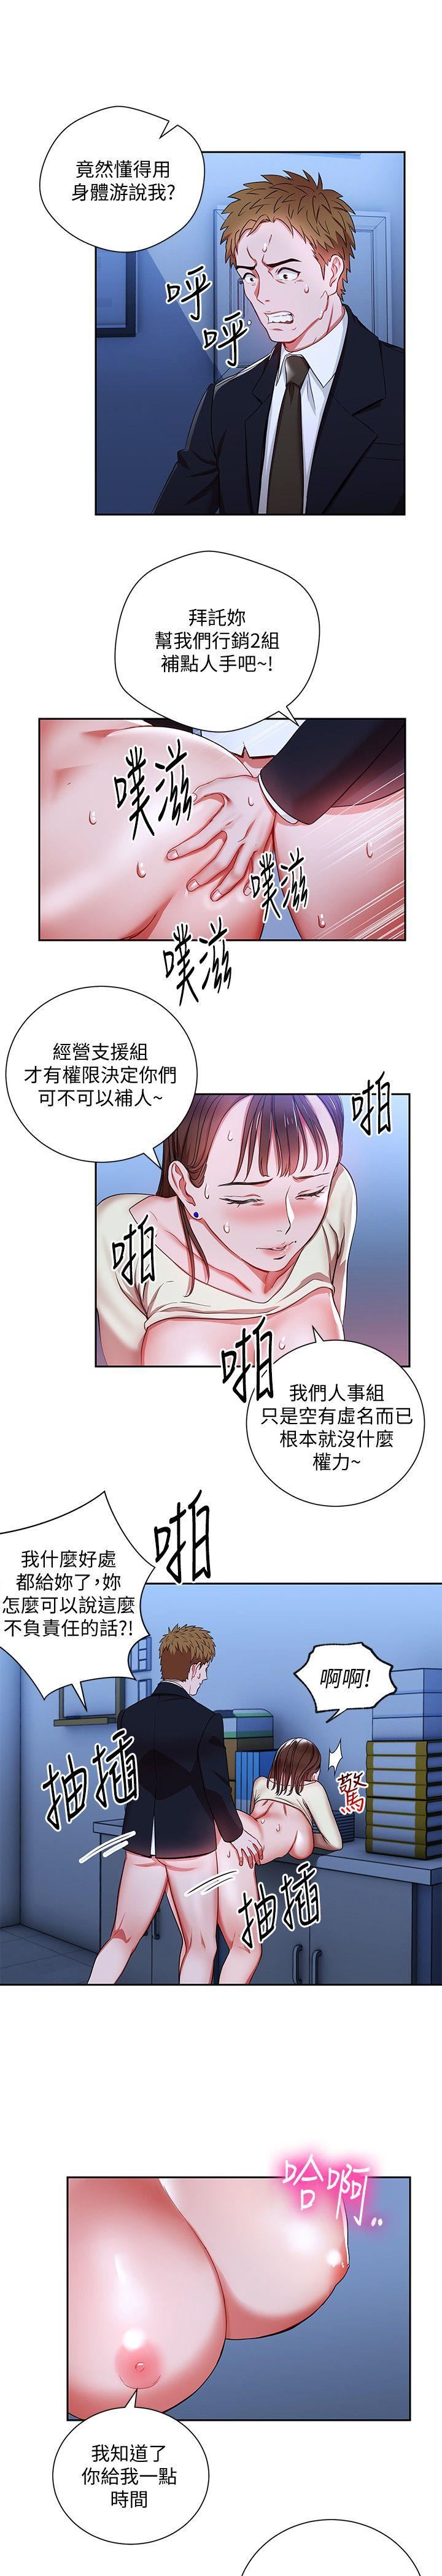 竟然懂得用
身體游說我?
呼
呼
拜託妳
幫我們行銷2組
補點人手吧~!
噗滋
噗滋
噗滋
經營支援組
才有權限決定你們
可不可以補人~
啪
啪
啪
我們人事組
只是空有虛名而已
根本就沒什麼
權力~
啪
我什麼好處
都給妳了,妳
怎麼可以說這麼
不負責任的話?!
啊啊!
驚
抽插
抽插
哈啊..
我知道了
你給我一點
時間